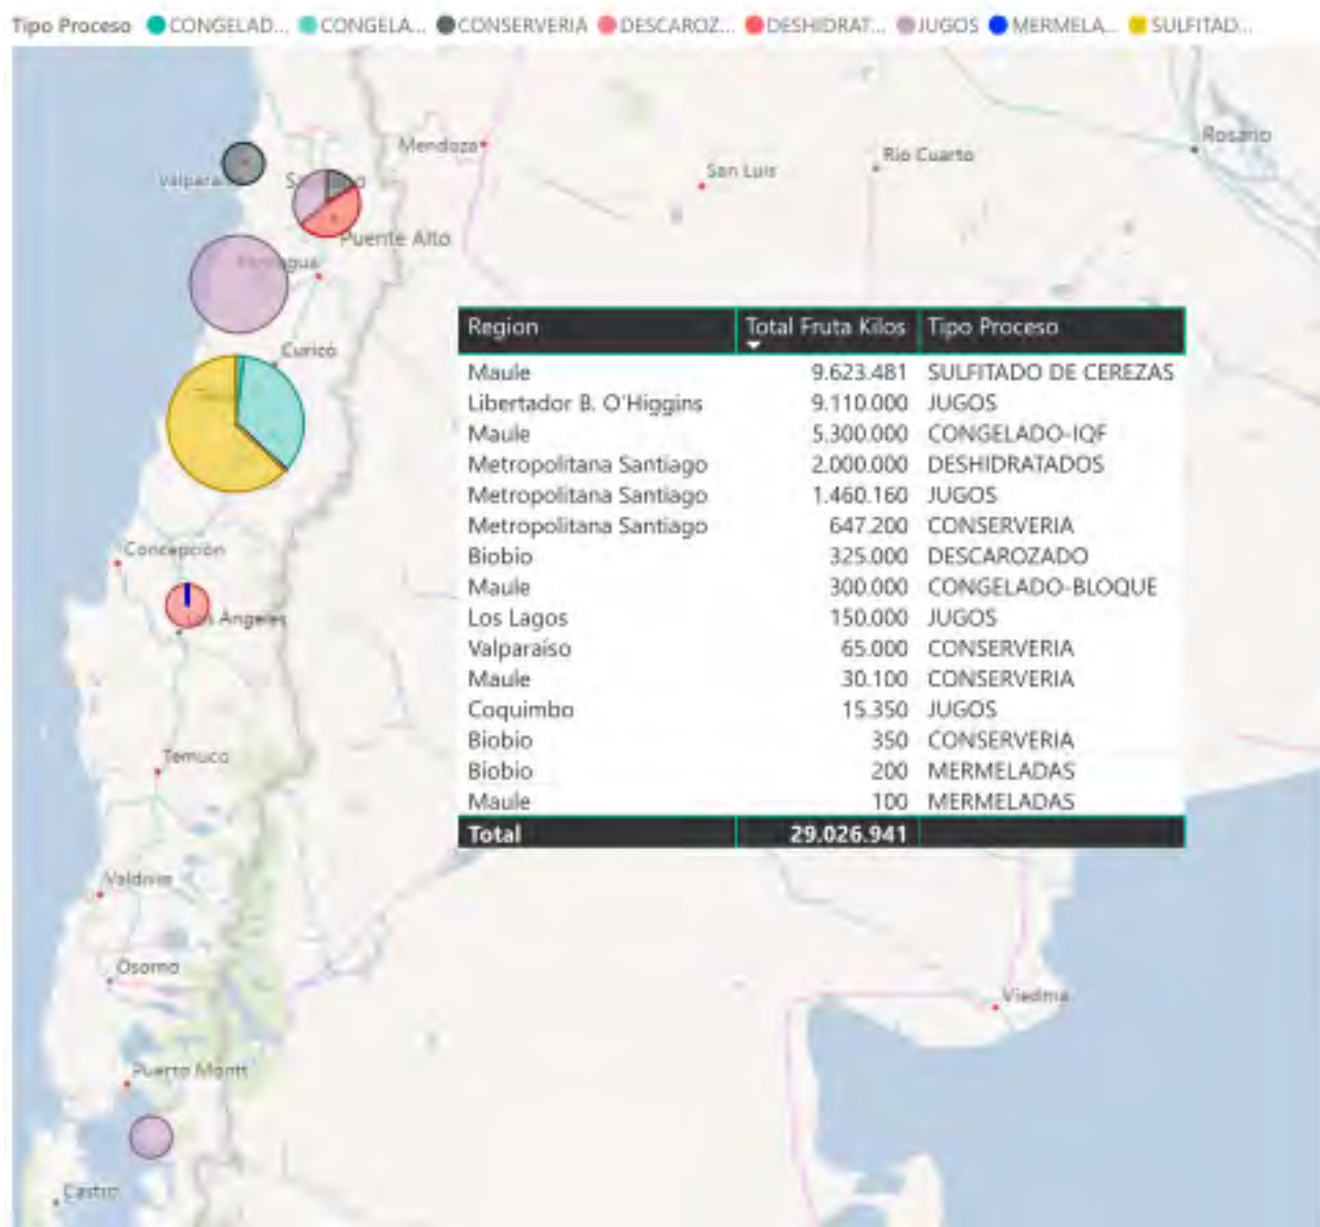 Tipo Proceso CONGELAD... CONGELA... CONSERVERIA DESCAROZ... DESHIDRAT... JUGOS MERMELA... SULFITAD...
Rosario
Mendoza
Rio Cuarto
San Luis
Valpara
Puente Alto
Region Total Fruta Kilos Tipo Proceso
Curicó
Maule 9.623.481 SULFITADO DE CEREZAS
Libertador B. O'Higgins 9.110.000 JUGOS
Maule 5.300.000 CONGELADO-IQF
Metropolitana Santiago 2.000.000 DESHIDRATADOS
Metropolitana Santiago 1.460.160 JUGOS
Metropolitana Santiago 647.200 CONSERVERIA
Concepción
Biobio 325.000 DESCAROZADO
Maule 300.000 CONGELADO-BLOQUE
Los Angeles
Los Lagos 150.000 JUGOS
Valparaíso 65.000 CONSERVERIA
Maule 30.100 CONSERVERIA
Coquimbo 15.350 JUGOS
Biobio 350 CONSERVERIA
Temuco
Biobio 200 MERMELADAS
Maule 100 MERMELADAS
Total 29.026.941
Valdivia
Osorno
Viedma
Puerto Montt
Castro